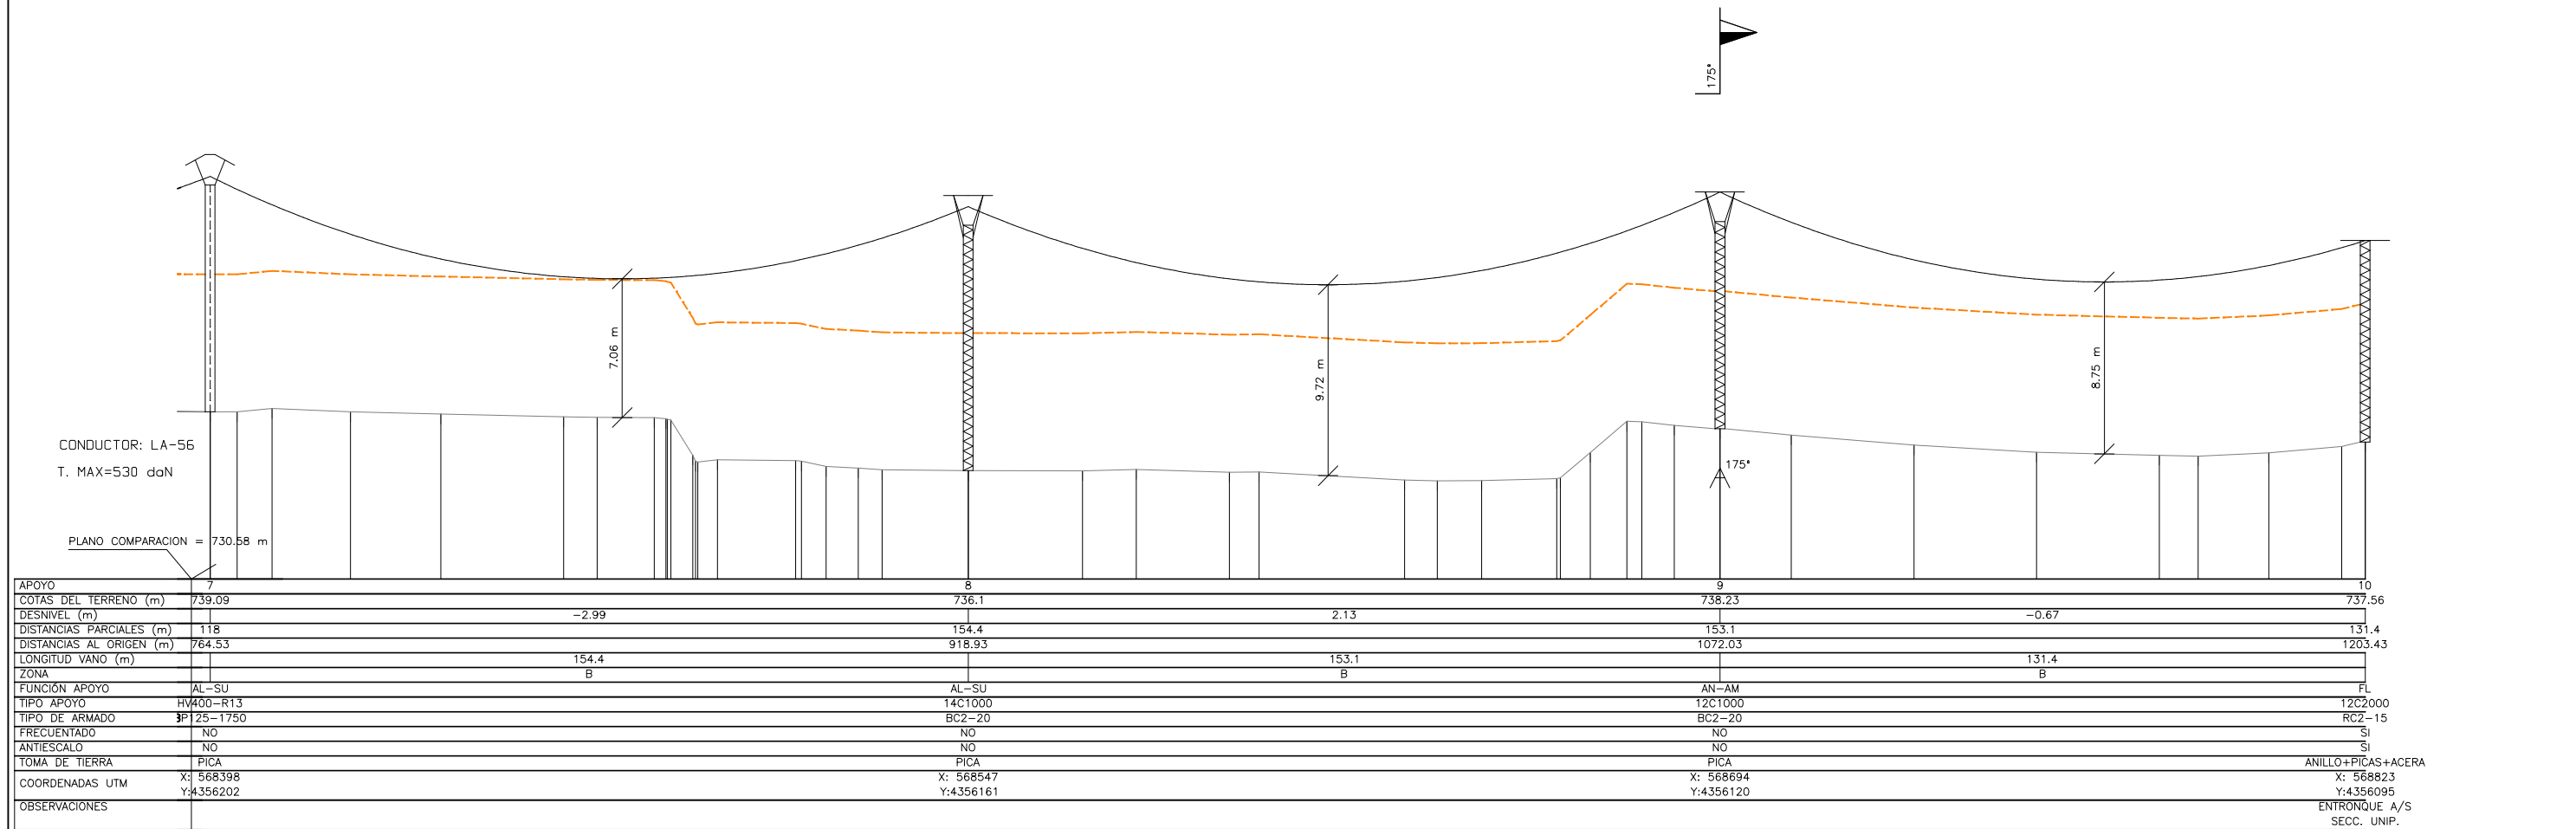 175°
7.06 m
9.72 m
8.75 m
CONDUCTOR: LA-56
T. MAX=530 daN
175°
PLANO COMPARACION = 730.58 m
APOYO 7 8 9 10
COTAS DEL TERRENO (m) 739.09 736.1 738.23 737.56
DESNIVEL (m) -2.99 2.13 -0.67
DISTANCIAS PARCIALES (m) 118 154.4 153.1 131.4
DISTANCIAS AL ORIGEN (m) 764.53 918.93 1072.03 1203.43
LONGITUD VANO (m) 154.4 153.1 131.4
ZONA B B B
FUNCIÓN APOYO AL-SU AL-SU AN-AM FL
TIPO APOYO HV400-R13 14C1000 12C1000 12C2000
TIPO DE ARMADO BP125-1750 BC2-20 BC2-20 RC2-15
FRECUENTADO NO NO NO SI
ANTIESCALO NO NO NO SI
TOMA DE TIERRA PICA PICA PICA ANILLO+PICAS+ACERA
COORDENADAS UTM X: 568398 X: 568547 X: 568694 X: 568823
Y:4356202 Y:4356161 Y:4356120 Y:4356095
OBSERVACIONES ENTRONQUE A/S
SECC. UNIP.